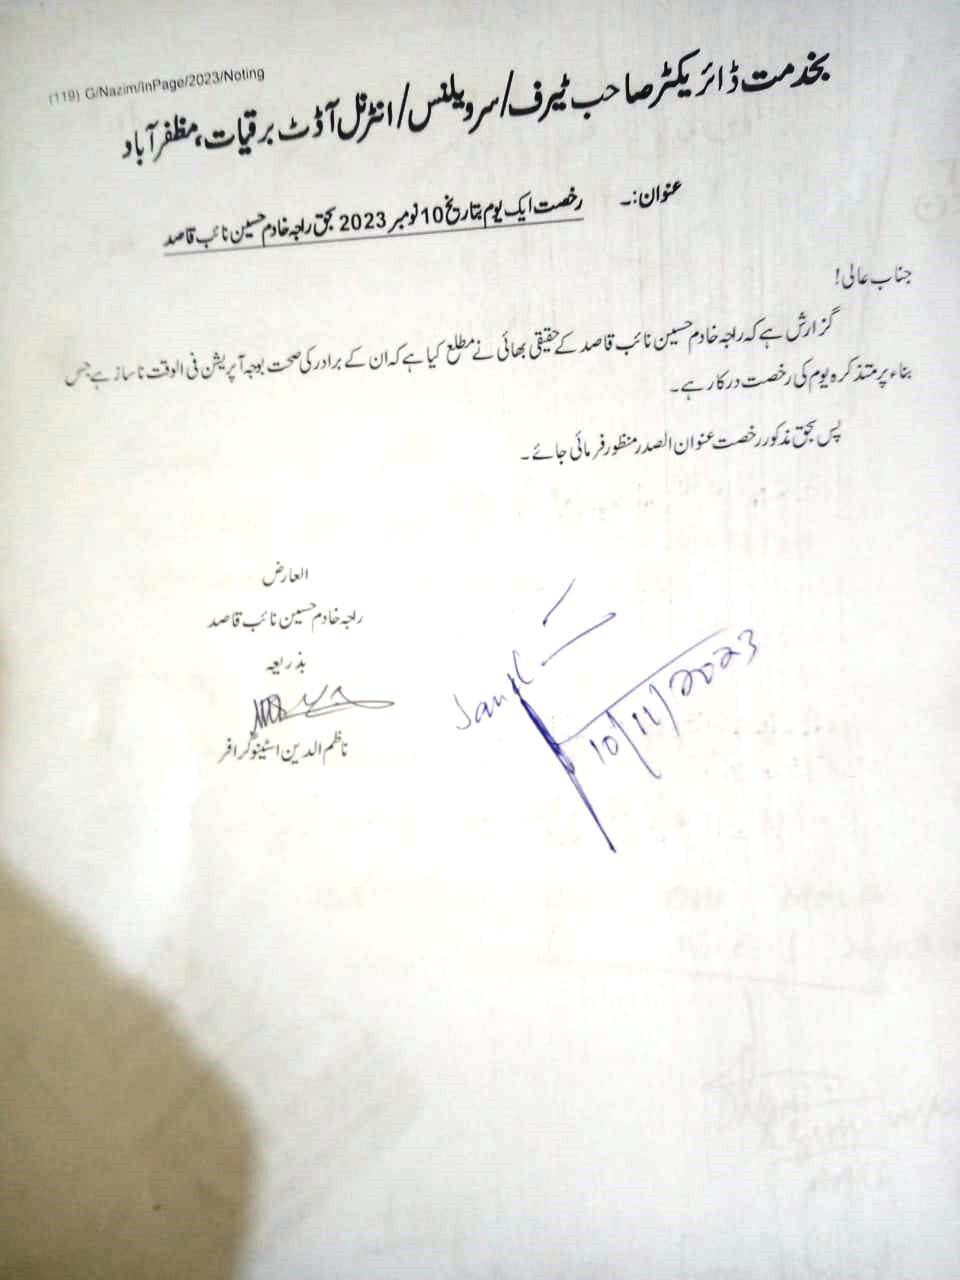 (119) G/Nazim/InPage/2023/Noting
بخدمت ڈائریکٹر صاحب ٹیرف/سرویلنس/انٹرنل آڈٹ برقیات، مظفرآباد
عنوان:۔ رخصت ایک یوم بتاریخ 10 نومبر 2023 بحق راجہ خادم حسین نائب قاصد
جناب عالی!
گزارش ہے کہ راجہ خادم حسین نائب قاصد کے حقیقی بھائی نے مطلع کیا ہے کہ ان کے برادر کی صحت بوجہ آپریشن فی الوقت ناساز ہے جس
بناء پر متذکرہ یوم کی رخصت درکار ہے۔
پس بحق مذکور رخصت عنوان الصدر منظور فرمائی جائے۔
العارض
راجہ خادم حسین نائب قاصد
بذریعہ
ناظم الدین اسٹینوگرافر
10/11/2023